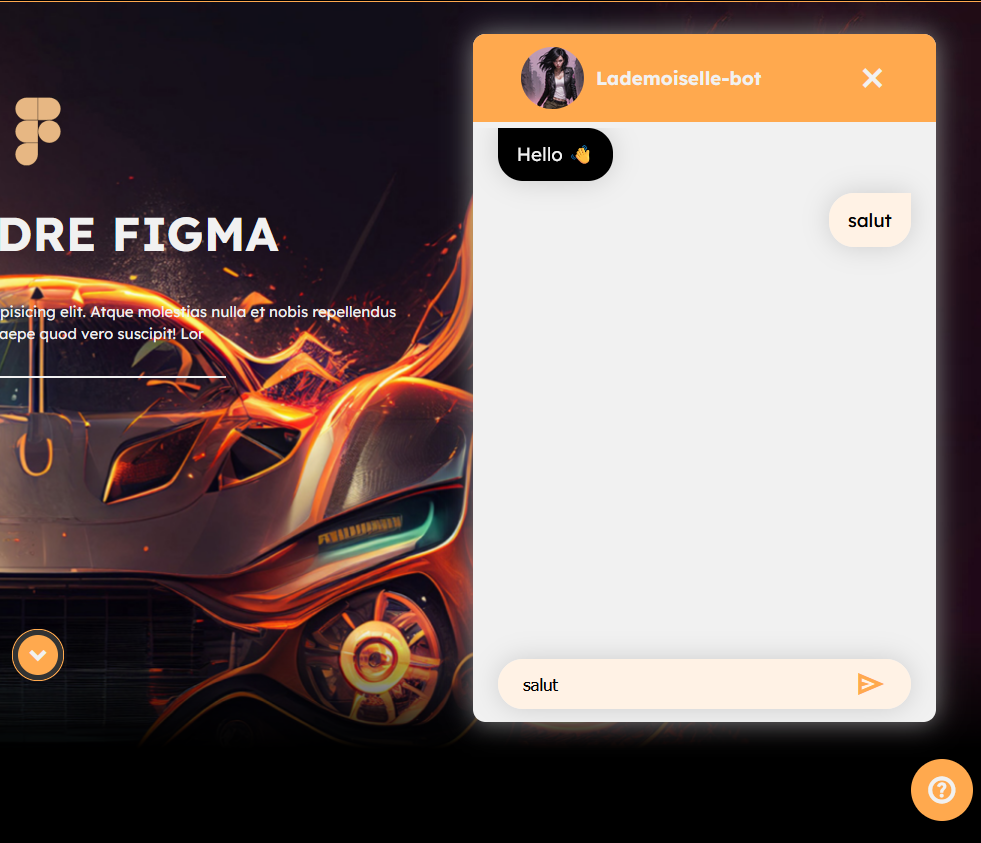 DRE FIGMA
pisicing elit. Atque molestias nulla et nobis repellendus
aepe quod vero suscipit! Lor
Lademoiselle-bot
Hello 👋
salut
salut